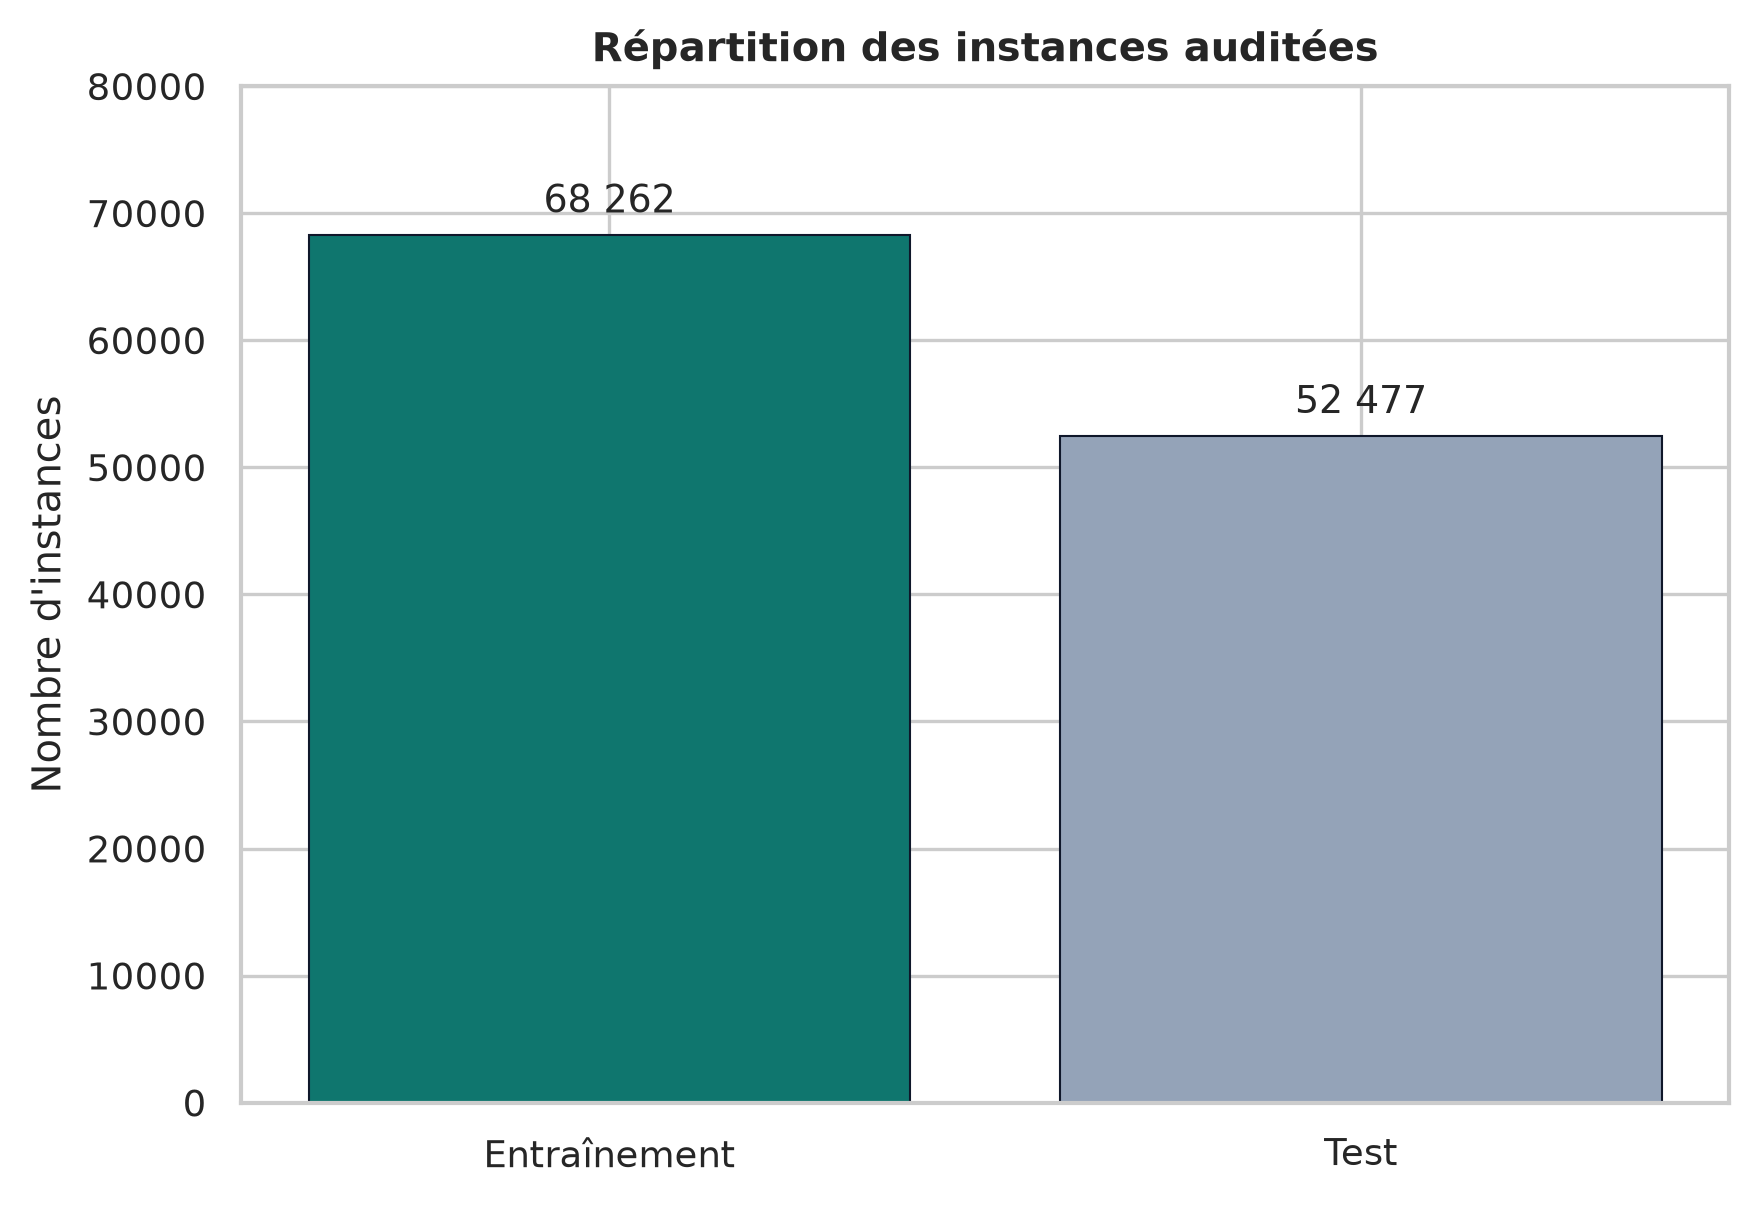 Répartition des instances auditées
80000
70000
60000
50000
40000
30000
20000
10000
0
Nombre d'instances
68 262
52 477
Entraînement
Test